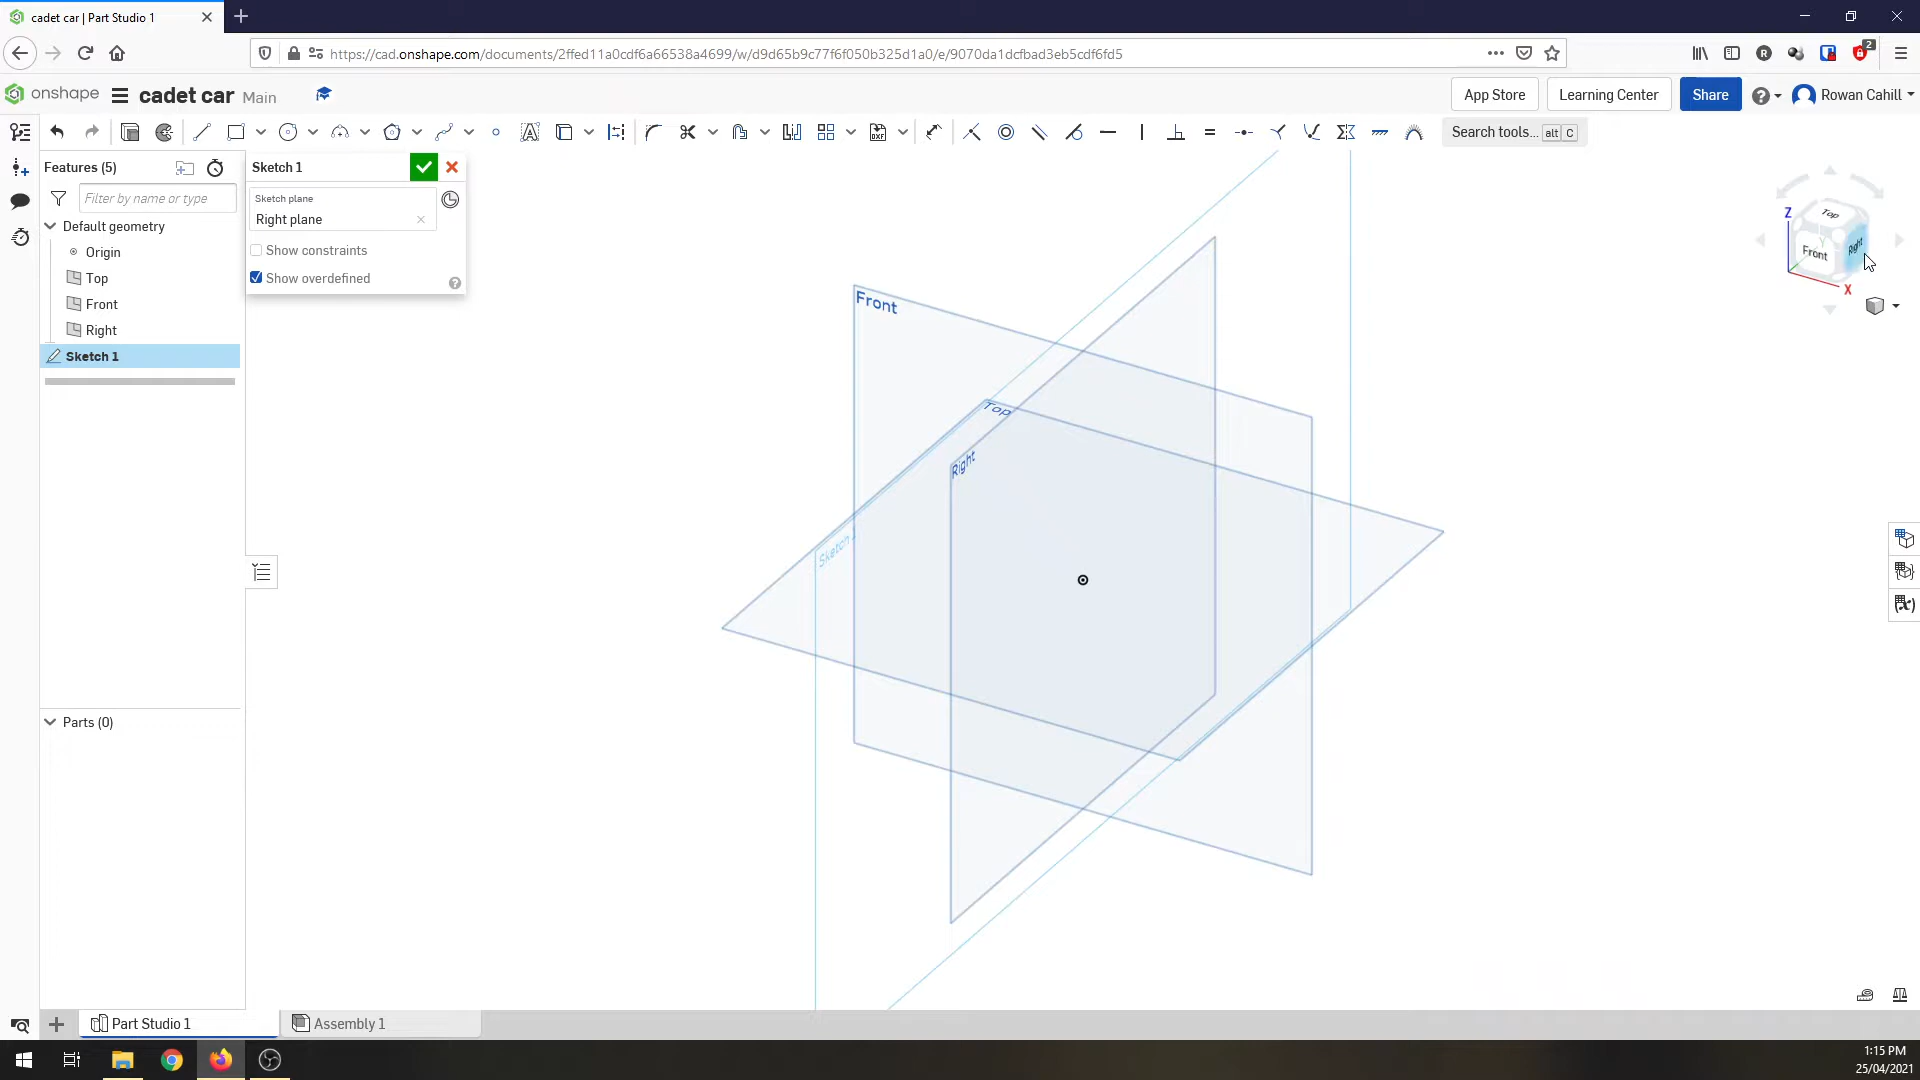 cadet car | Part Studio 1
https://cad.onshape.com/documents/2ffed11a0cdf6a66538a4699/w/d9d65b9c77f6f050b325d1a0/e/9070da1dcfbad3eb5cdf6fd5
2
onshape
cadet car Main
App Store
Learning Center
Share
Rowan Cahill
Search tools... alt C
Features (5)
Filter by name or type
Default geometry
Origin
Top
Front
Right
Sketch 1
Parts (0)
Sketch 1
Sketch plane
Right plane
Show constraints
Show overdefined
Front
Top
Right
Sketch 1
Z
Top
Front
Right
Y
X
Part Studio 1
Assembly 1
1:15 PM
25/04/2021